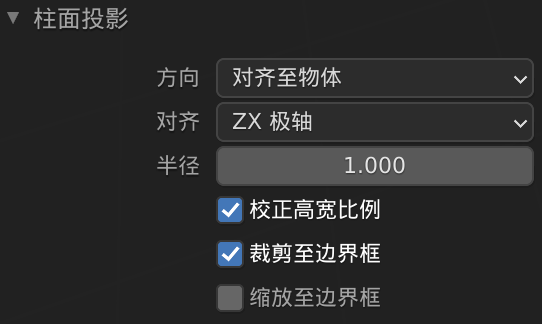 柱面投影
方向 对齐至物体
对齐 ZX 极轴
半径 1.000
校正高宽比例
裁剪至边界框
缩放至边界框